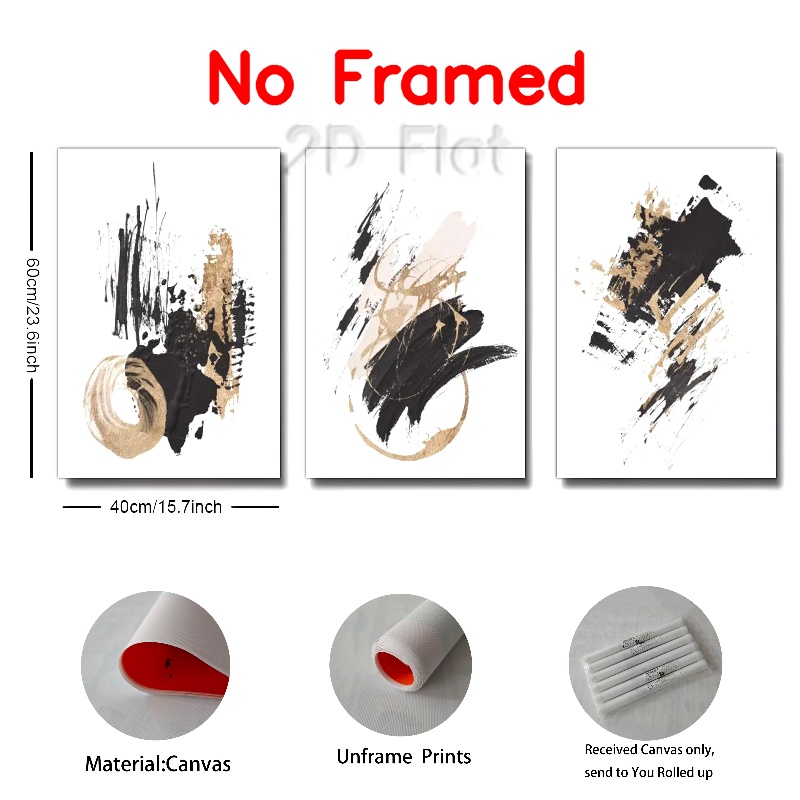 No Framed
2D Flat
60cm/23.6inch
40cm/15.7inch
Material:Canvas
Unframe Prints
Received Canvas only,
send to You Rolled up